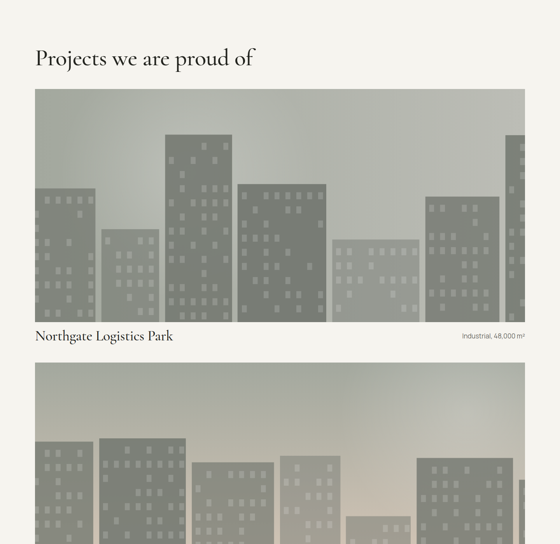 Projects we are proud of
Northgate Logistics Park
Industrial, 48,000 m²